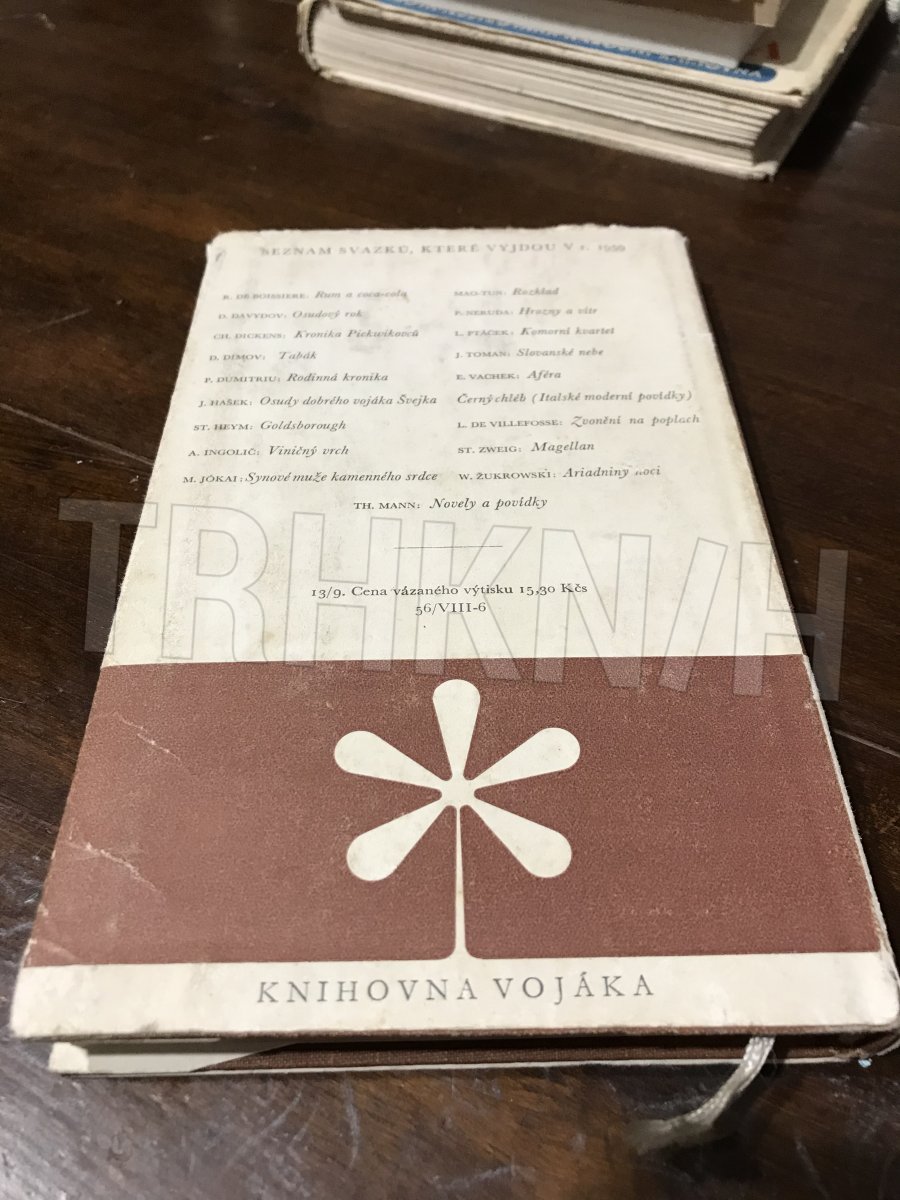 SEZNAM SVAZKŮ, KTERÉ VYJDOU V r. 1959
R. DE BOISSIERE: Rum a coca-cola
D. DAVYDOV: Osudový rok
CH. DICKENS: Kronika Pickwikovců
D. DIMOV: Tabák
P. DUMITRIU: Rodinná kronika
J. HAŠEK: Osudy dobrého vojáka Švejka
ST. HEYM: Goldsborough
A. INGOLIČ: Viničný vrch
M. JÓKAI: Synové muže kamenného srdce
MAO-TUN: Rozklad
P. NERUDA: Hrozny a vítr
L. PTÁČEK: Komorní kvartet
J. TOMAN: Slovanské nebe
E. VACHEK: Aféra
Černý chléb (Italské moderní povídky)
L. DE VILLEFOSSE: Zvonění na poplach
ST. ZWEIG: Magellan
W. ŻUKROWSKI: Ariadniny noci
TH. MANN: Novely a povídky
13/9. Cena vázaného výtisku 15,30 Kčs
56/VIII-6
KNIHOVNA VOJÁKA
TRHKNIH